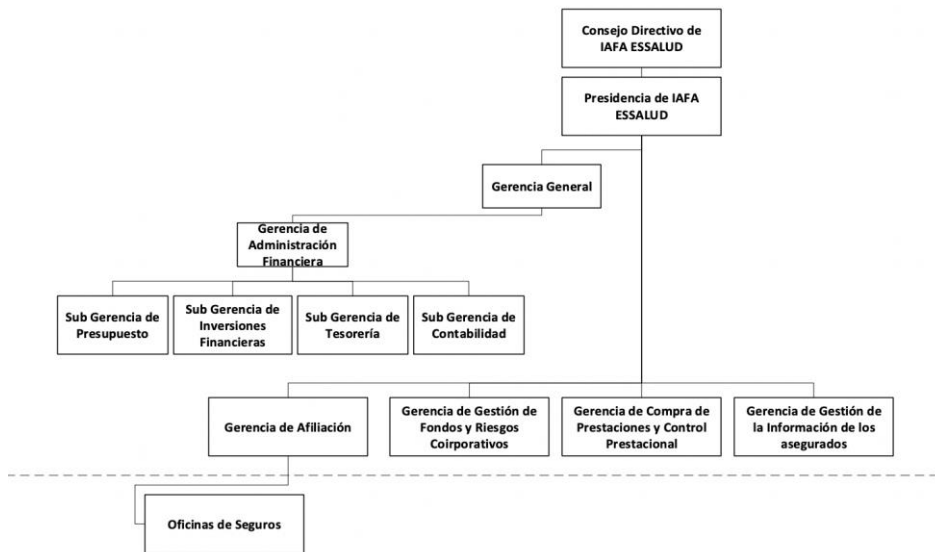 Consejo Directivo de
IAFA ESSALUD
Presidencia de IAFA
ESSALUD
Gerencia General
Gerencia de
Administración
Financiera
Sub Gerencia de
Presupuesto
Sub Gerencia de
Inversiones
Financieras
Sub Gerencia de
Tesorería
Sub Gerencia de
Contabilidad
Gerencia de Afiliación
Gerencia de Gestión de
Fondos y Riesgos
Coirporativos
Gerencia de Compra de
Prestaciones y Control
Prestacional
Gerencia de Gestión de
la Información de los
asegurados
Oficinas de Seguros